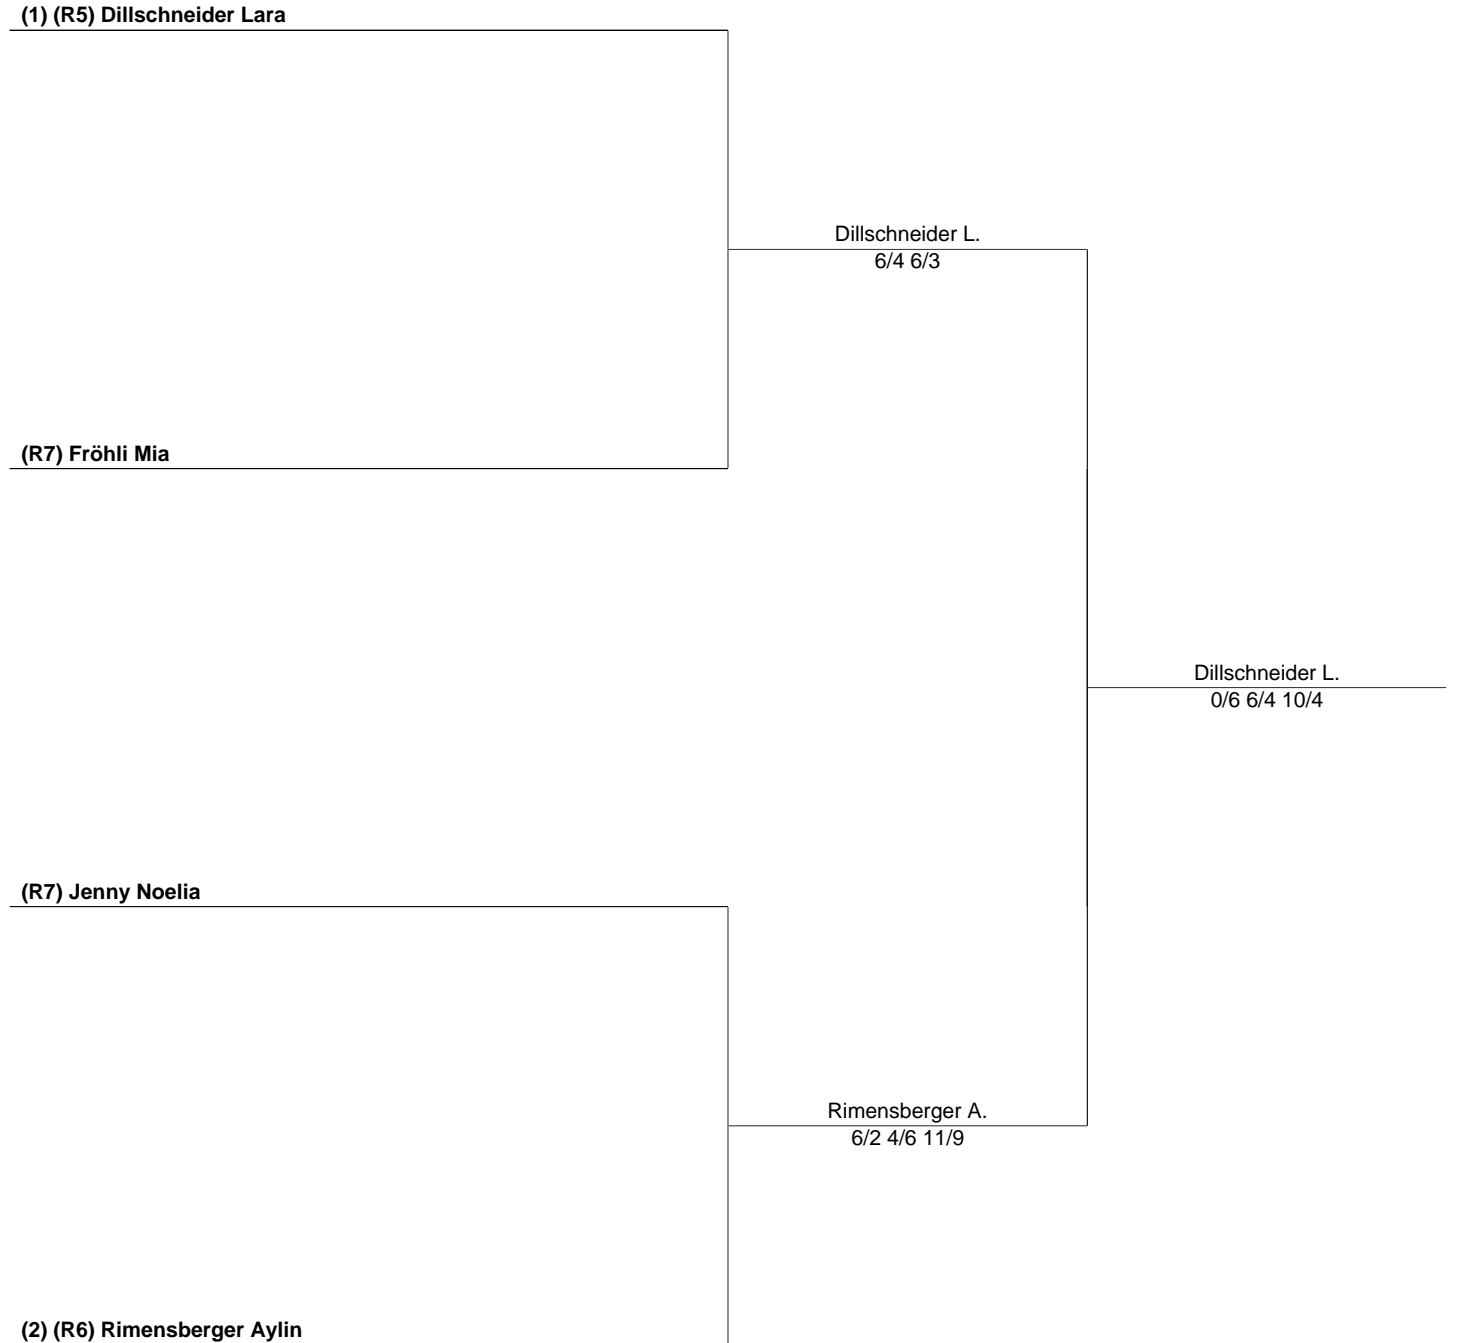 (1) (R5) Dillschneider Lara
Dillschneider L.
6/4 6/3
(R7) Fröhli Mia
Dillschneider L.
0/6 6/4 10/4
(R7) Jenny Noelia
Rimensberger A.
6/2 4/6 11/9
(2) (R6) Rimensberger Aylin